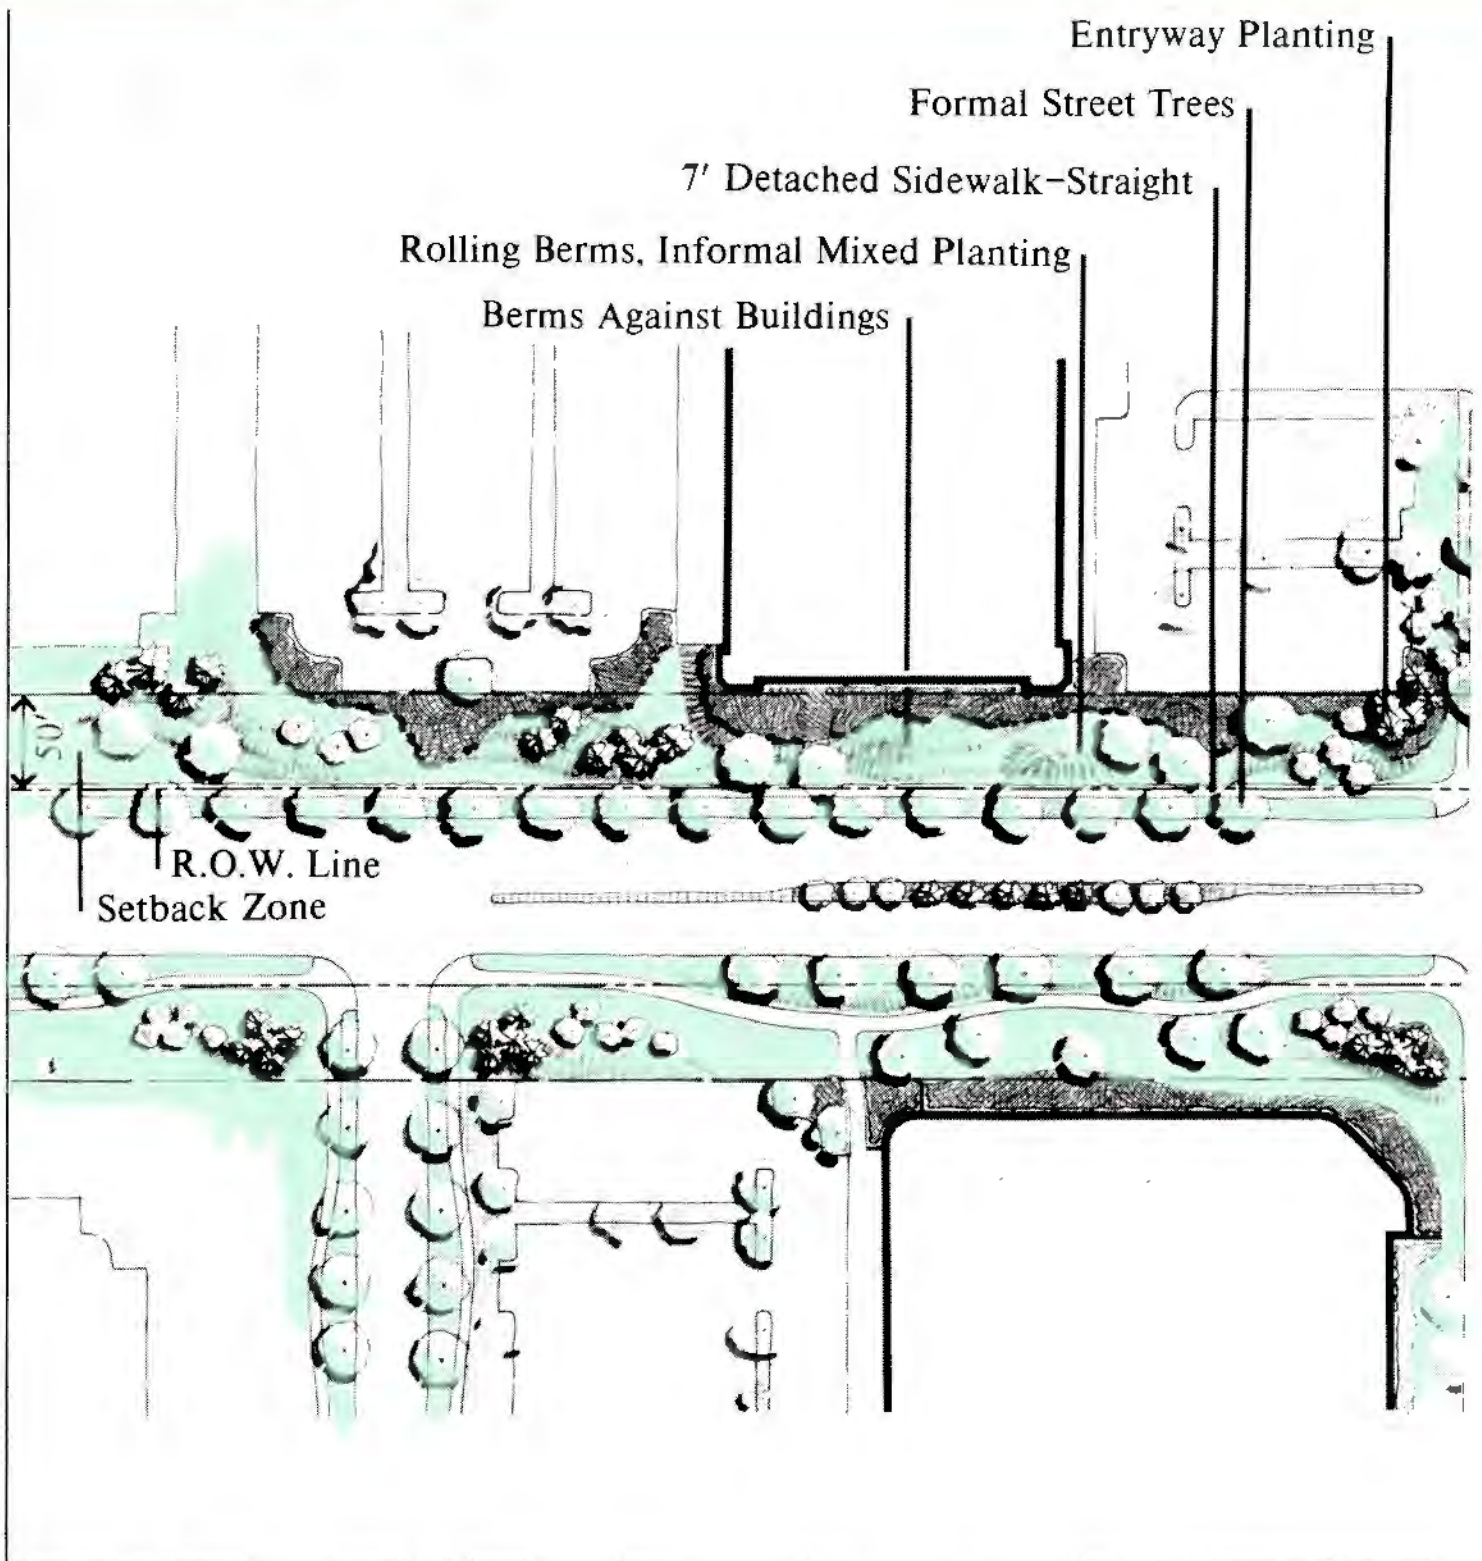 Entryway Planting
Formal Street Trees
7' Detached Sidewalk–Straight
Rolling Berms, Informal Mixed Planting
Berms Against Buildings
50'
R.O.W. Line
Setback Zone